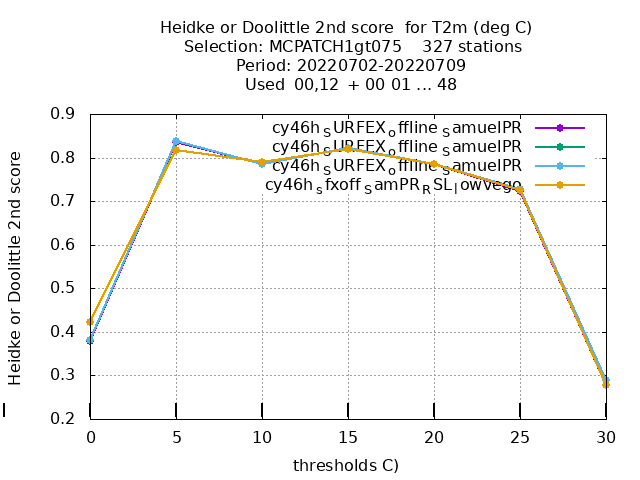 Heidke or Doolittle 2nd score  for T2m (deg C)
Selection: MCPATCH1gt075    327 stations
Period: 20220702-20220709
Used  00,12  + 00 01 ... 48
Heidke or Doolittle 2nd score
0.9
0.8
0.7
0.6
0.5
0.4
0.3
0.2
cy46h_SURFEX_offline_SamuelPR
cy46h_SURFEX_offline_SamuelPR
cy46h_SURFEX_offline_SamuelPR
cy46h_sfxoff_SamPR_RSL_lowvego
0 5 10 15 20 25 30
thresholds C)